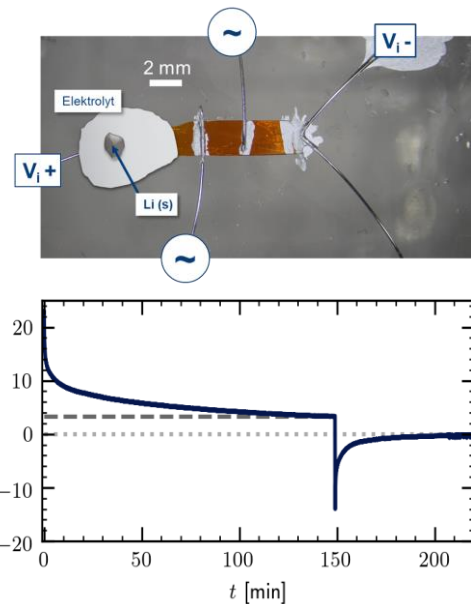 ~
V_i -
2 mm
Elektrolyt
V_i +
Li (s)
~
20
10
0
−10
−20
0
50
100
150
200
t [min]